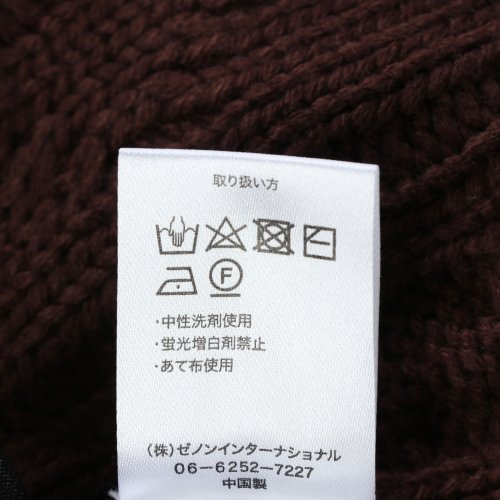 取り扱い方
F
・中性洗剤使用
・蛍光増白剤禁止
・あて布使用
(株)ゼノンインターナショナル
06-6252-7227
中国製